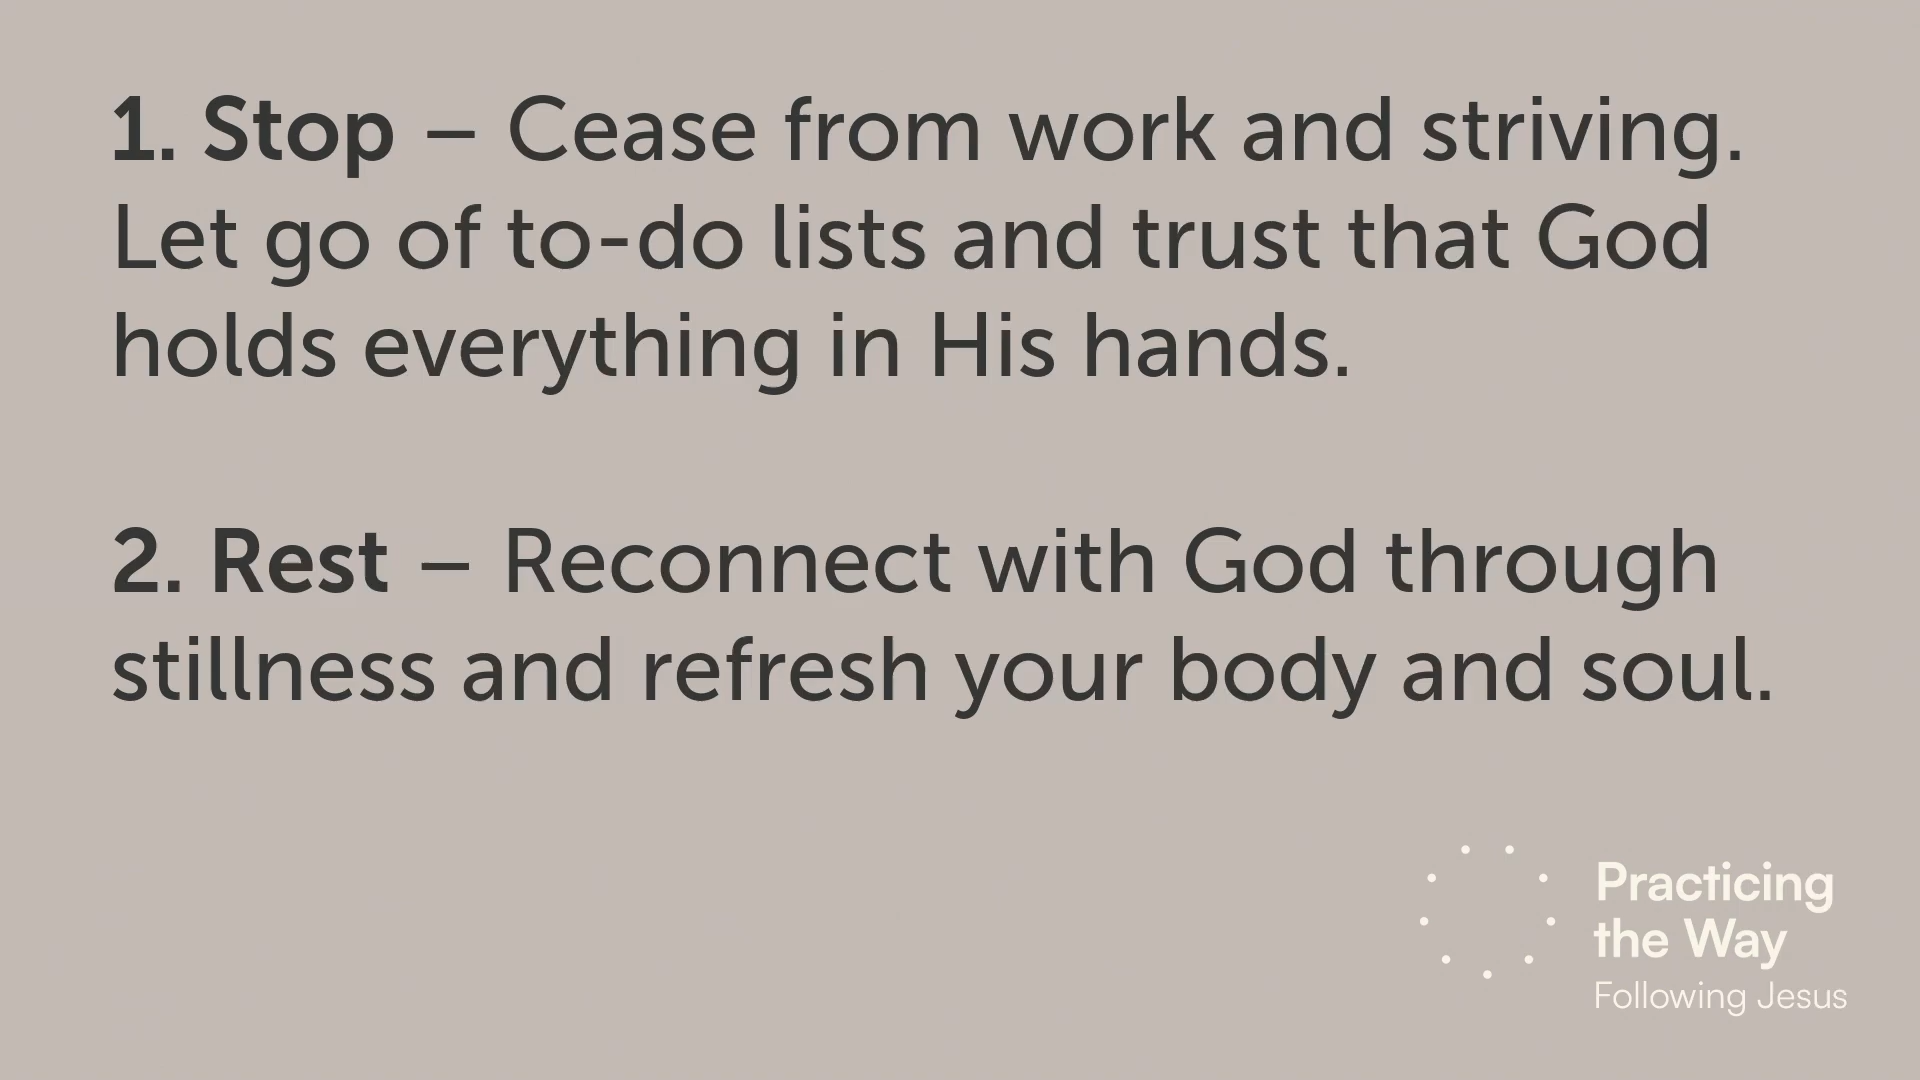 1. Stop – Cease from work and striving.
Let go of to-do lists and trust that God
holds everything in His hands.
2. Rest – Reconnect with God through
stillness and refresh your body and soul.
Practicing
the Way
Following Jesus